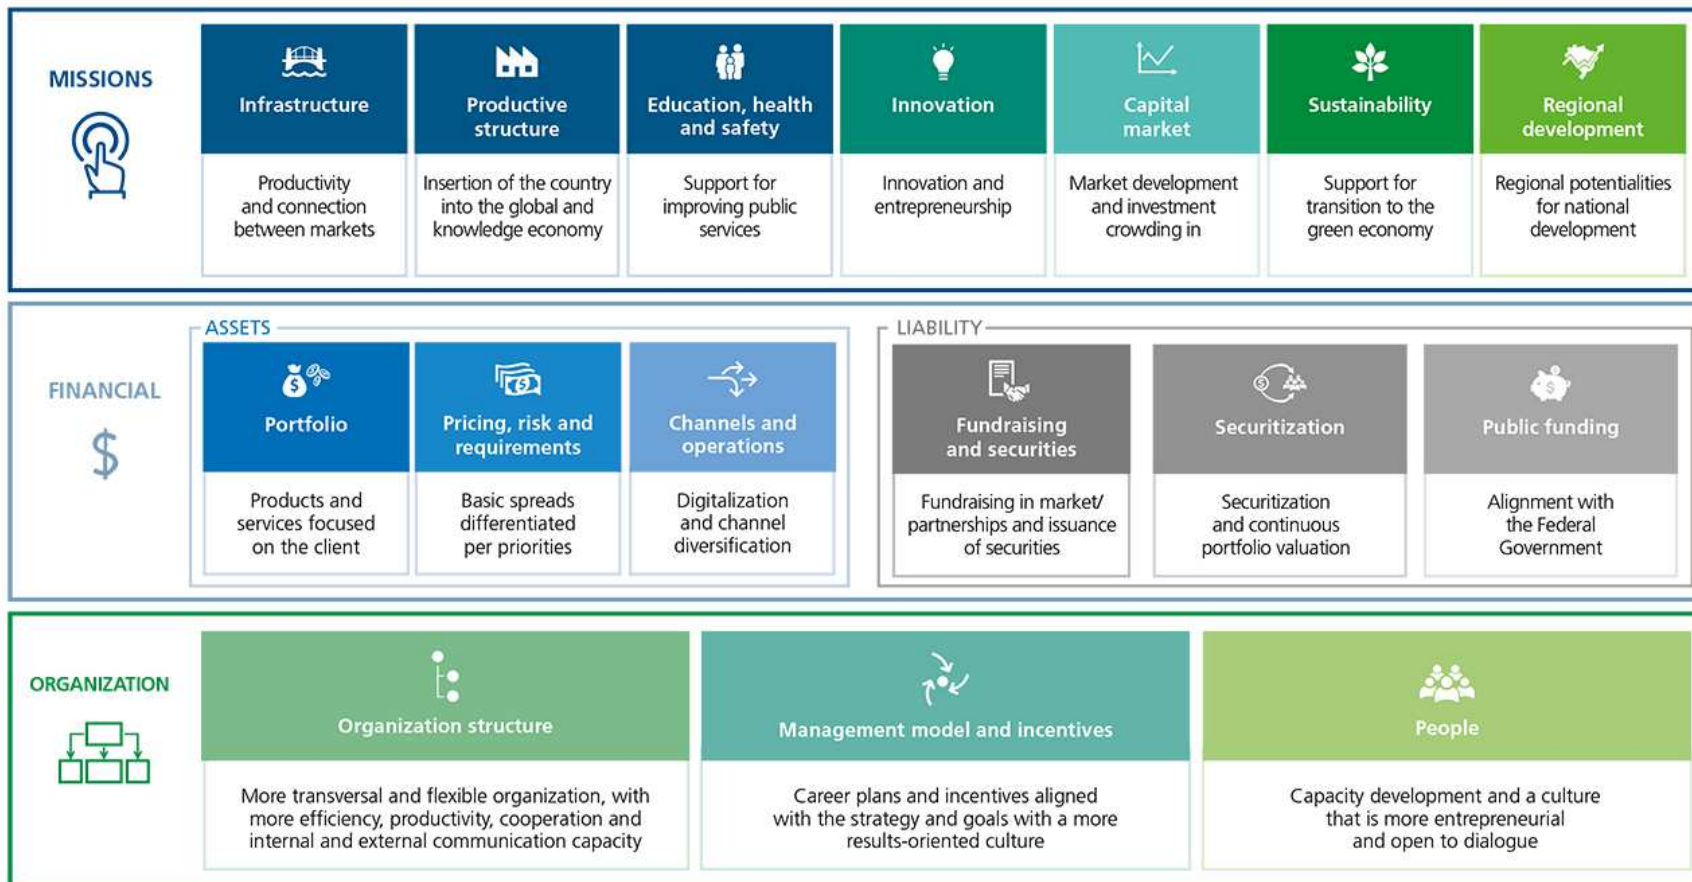 MISSIONS
Infrastructure
Productivity
and connection
between markets
Productive
structure
Insertion of the country
into the global and
knowledge economy
Education, health
and safety
Support for
improving public
services
Innovation
Innovation and
entrepreneurship
Capital
market
Market development
and investment
crowding in
Sustainability
Support for
transition to the
green economy
Regional
development
Regional potentialities
for national
development
FINANCIAL
$
ASSETS
$
Portfolio
Products and
services focused
on the client
$
Pricing, risk and
requirements
Basic spreads
differentiated
per priorities
Channels and
operations
Digitalization
and channel
diversification
LIABILITY
Fundraising
and securities
Fundraising in market/
partnerships and issuance
of securities
$
Securitization
Securitization
and continuous
portfolio valuation
$
Public funding
Alignment with
the Federal
Government
ORGANIZATION
Organization structure
More transversal and flexible organization, with
more efficiency, productivity, cooperation and
internal and external communication capacity
Management model and incentives
Career plans and incentives aligned
with the strategy and goals with a more
results-oriented culture
People
Capacity development and a culture
that is more entrepreneurial
and open to dialogue